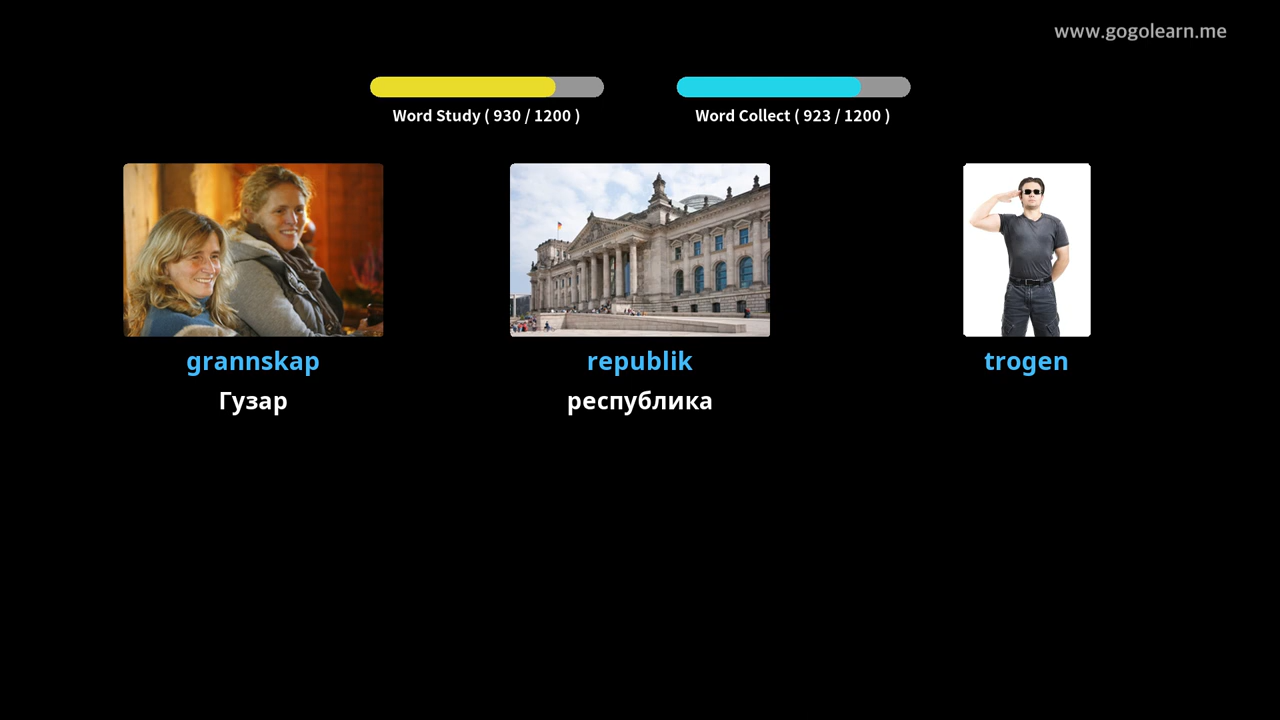 www.gogolearn.me
Word Study ( 930 / 1200 )
Word Collect ( 923 / 1200 )
grannskap
republik
trogen
Гузар
республика